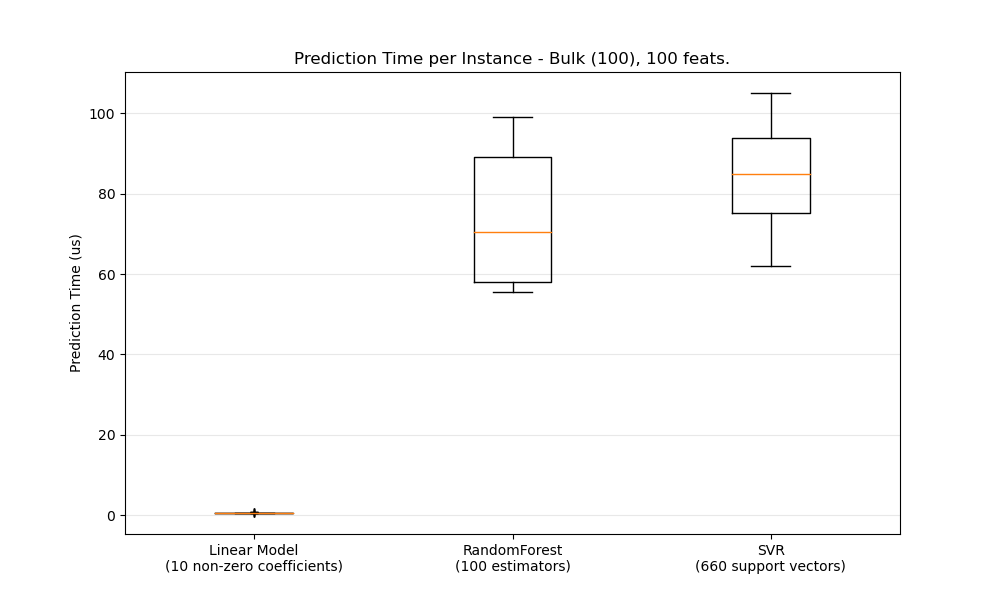 Prediction Time per Instance - Bulk (100), 100 feats.
Prediction Time (us)
100
80
60
40
20
0
Linear Model
(10 non-zero coefficients)
RandomForest
(100 estimators)
SVR
(660 support vectors)